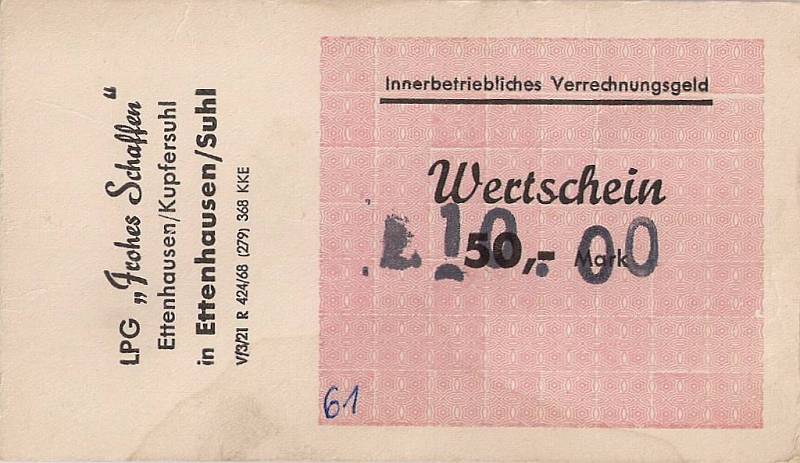 LPG „Frohes Schaffen“
Ettenhausen/Kupfersuhl
in Ettenhausen/Suhl
V/3/21 R 424/68 (279) 368 KKE
Innerbetriebliches Verrechnungsgeld
Wertschein
50,- Mark
10.00
61